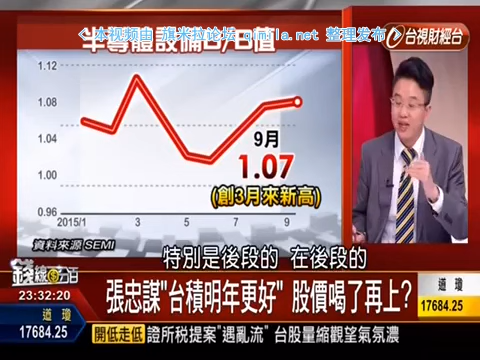 <本视频由 旗米拉论坛 qimila.net 整理发布>
半導體設備B/B值
台視財經台
1.12
1.08
1.04
1.00
0.96
9月
1.07
(創3月來新高)
2015/1
3
5
7
9
資料來源 SEMI
特別是後段的 在後段的
錢線百分百
23:32:20
張忠謀"台積明年更好" 股價喝了再上?
道瓊
17684.25
道瓊
17684.25
開低走低
證所稅提案"遇亂流" 台股量縮觀望氣氛濃